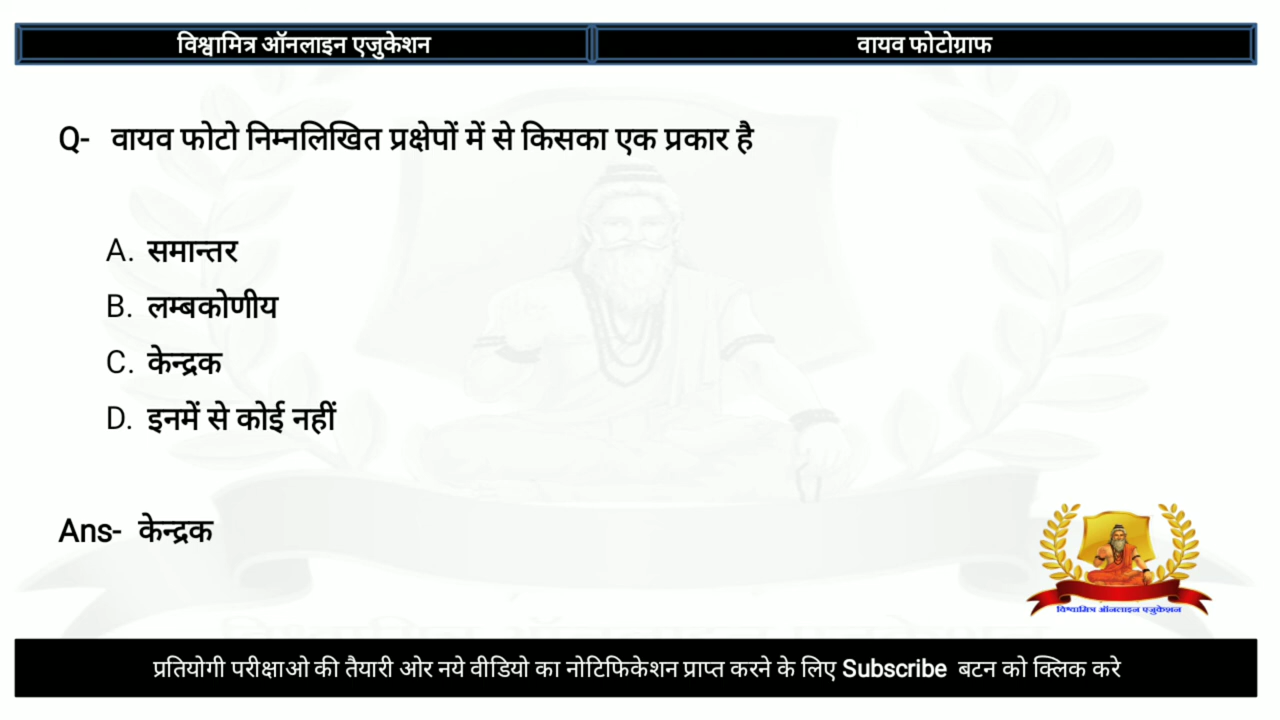 विश्वामित्र ऑनलाइन एजुकेशन
वायव फोटोग्राफ
Q- वायव फोटो निम्नलिखित प्रक्षेपों में से किसका एक प्रकार है
A. समान्तर
B. लम्बकोणीय
C. केन्द्रक
D. इनमें से कोई नहीं
Ans- केन्द्रक
विश्वामित्र ऑनलाइन एजुकेशन
प्रतियोगी परीक्षाओ की तैयारी ओर नये वीडियो का नोटिफिकेशन प्राप्त करने के लिए Subscribe बटन को क्लिक करे